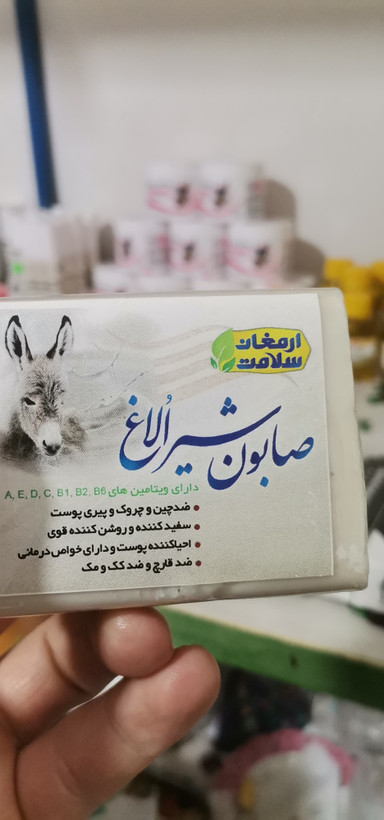 ارمغان
سلامت
صابون شیر اُلاغ
دارای ویتامین های A, E, D, C, B1, B2, B6
• ضدچین و چروک و پیری پوست
• سفید کننده و روشن کننده قوی
• احیاکننده پوست و دارای خواص درمانی
• ضد قارچ و ضد کک و مک